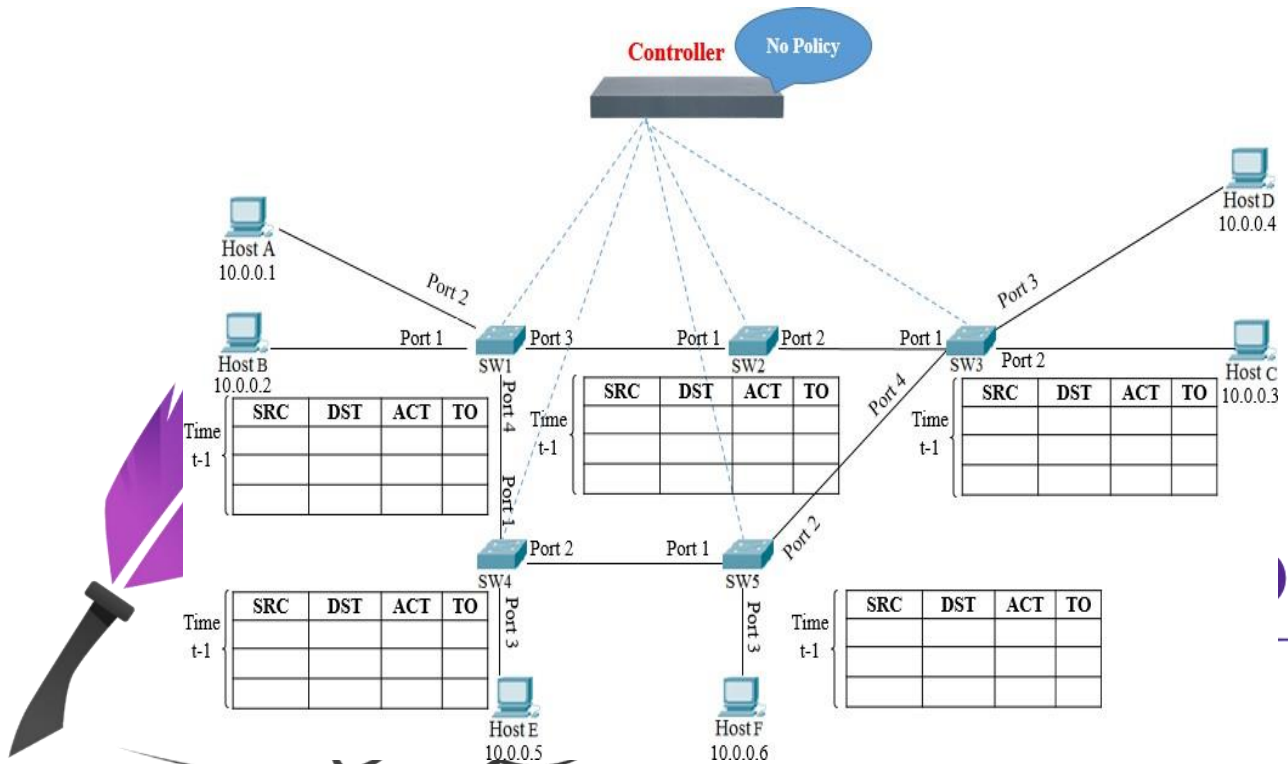 No Policy
Controller
Host A
10.0.0.1
Host D
10.0.0.4
Port 2
Port 3
Host B
10.0.0.2
Port 1
SW1
Port 3
Port 1
SW2
Port 2
Port 1
SW3
Port 2
Host C
10.0.0.3
Port 4
Port 4
Time
t-1
SRC DST ACT TO
Time
t-1
SRC DST ACT TO
Time
t-1
SRC DST ACT TO
Port 1
SW4
Port 2
Port 1
SW5
Port 2
Port 3
Port 3
Time
t-1
SRC DST ACT TO
Time
t-1
SRC DST ACT TO
Host E
10.0.0.5
Host F
10.0.0.6